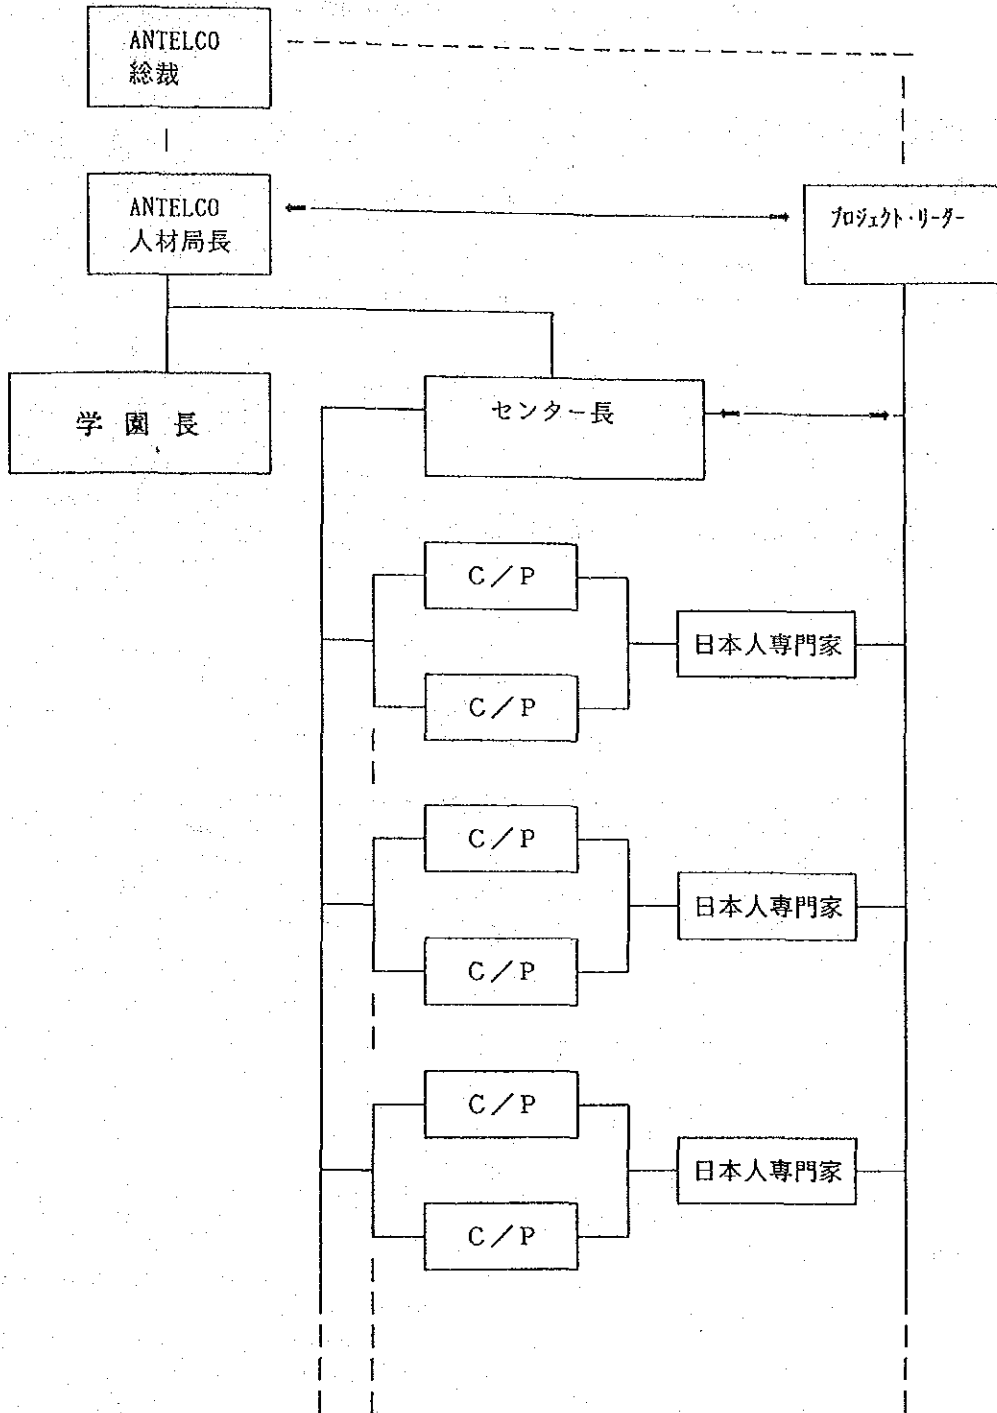 ANTELCO
総裁
ANTELCO
人材局長
プロジェクト・リーダー
学園長
センター長
C/P
C/P
日本人専門家
C/P
C/P
日本人専門家
C/P
C/P
日本人専門家